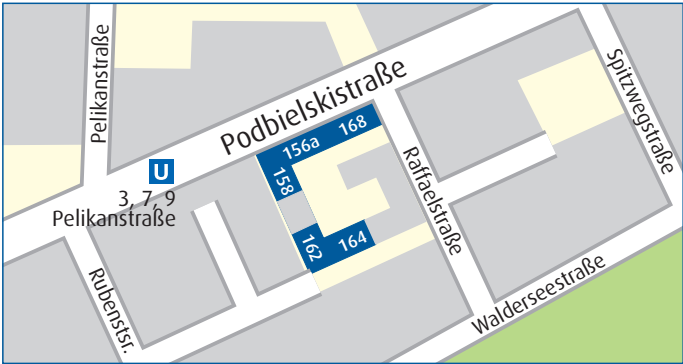 Pelikanstraße
Podbielskistraße
Spitzwegstraße
156a
168
U
158
3, 7, 9
Pelikanstraße
Raffaelstraße
162
164
Rubenstr.
Walderseestraße